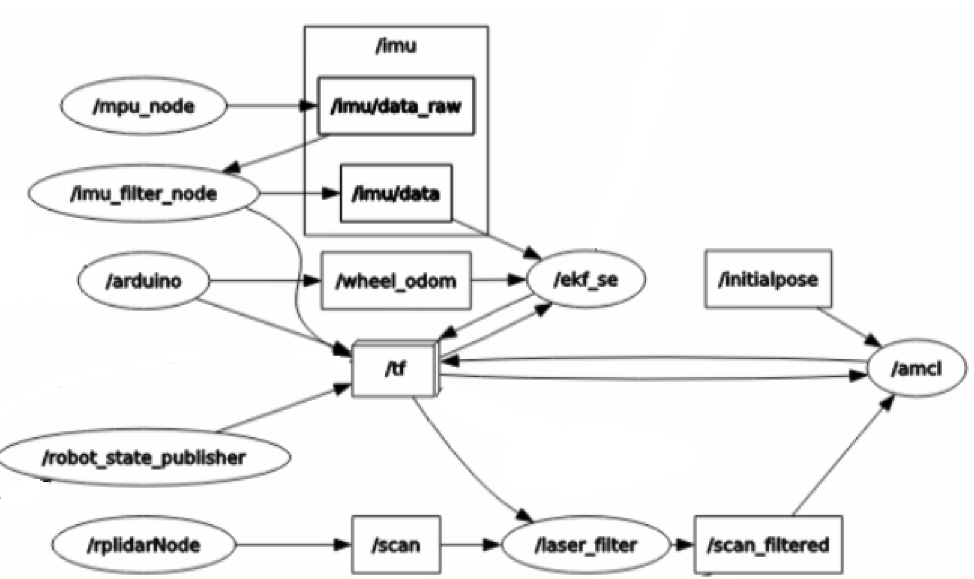 /imu
/mpu_node
/imu/data_raw
/imu_filter_node
/imu/data
/arduino
/wheel_odom
/ekf_se
/initialpose
/tf
/amcl
/robot_state_publisher
/rplidarNode
/scan
/laser_filter
/scan_filtered